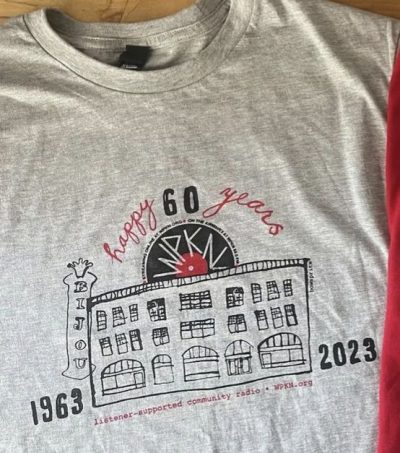 happy 60 years
WPKN
BIJOU
1963
2023
listener-supported community radio • WPKN.org